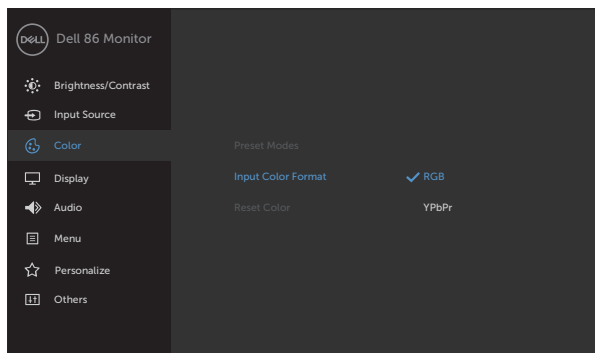 DELL
Dell 86 Monitor
Brightness/Contrast
Input Source
Color
Preset Modes
Display
Input Color Format
RGB
Audio
Reset Color
YPbPr
Menu
Personalize
Others